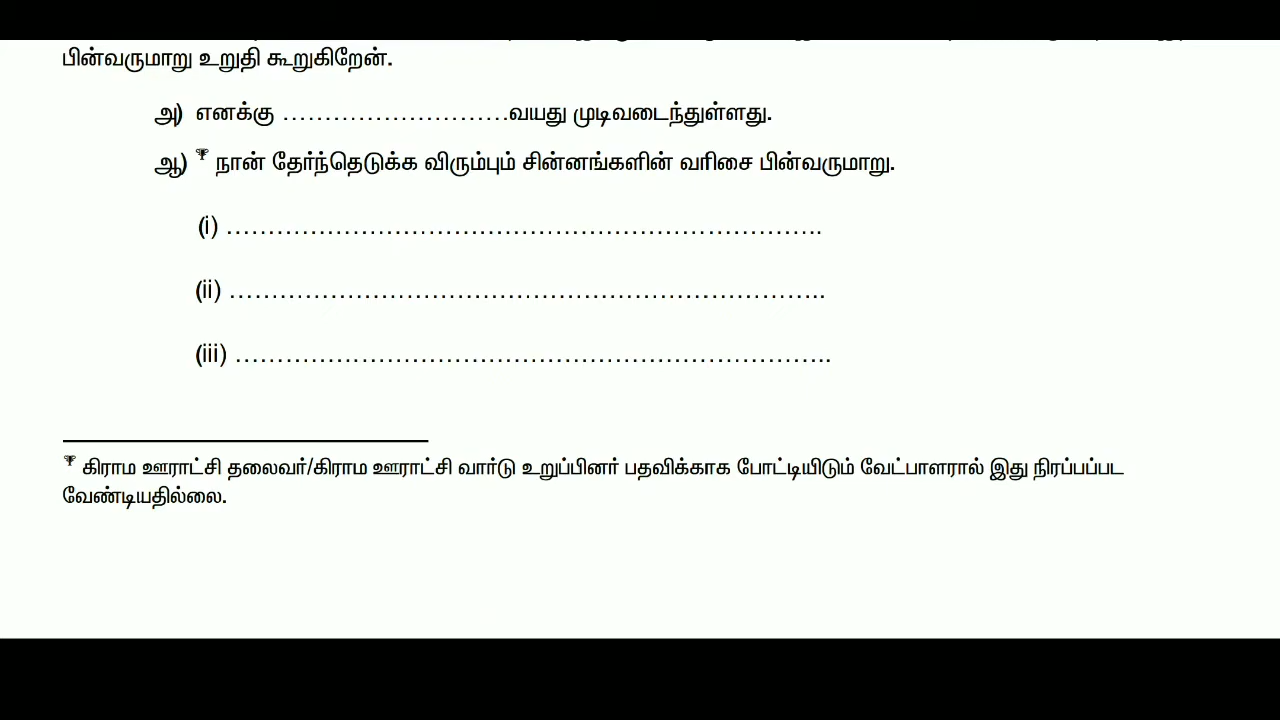 பின்வருமாறு உறுதி கூறுகிறேன்.
அ) எனக்கு ...........................வயது முடிவடைந்துள்ளது.
ஆ) நான் தேர்ந்தெடுக்க விரும்பும் சின்னங்களின் வரிசை பின்வருமாறு.
(i) .....................................................................
(ii) .....................................................................
(iii) .....................................................................
கிராம ஊராட்சி தலைவர்/கிராம ஊராட்சி வார்டு உறுப்பினர் பதவிக்காக போட்டியிடும் வேட்பாளரால் இது நிரப்பப்பட
வேண்டியதில்லை.